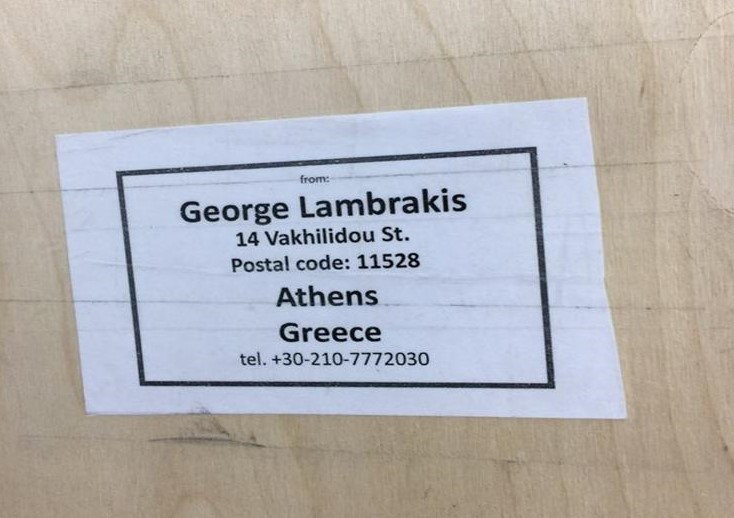 from:
George Lambrakis
14 Vakhilidou St.
Postal code: 11528
Athens
Greece
tel. +30-210-7772030